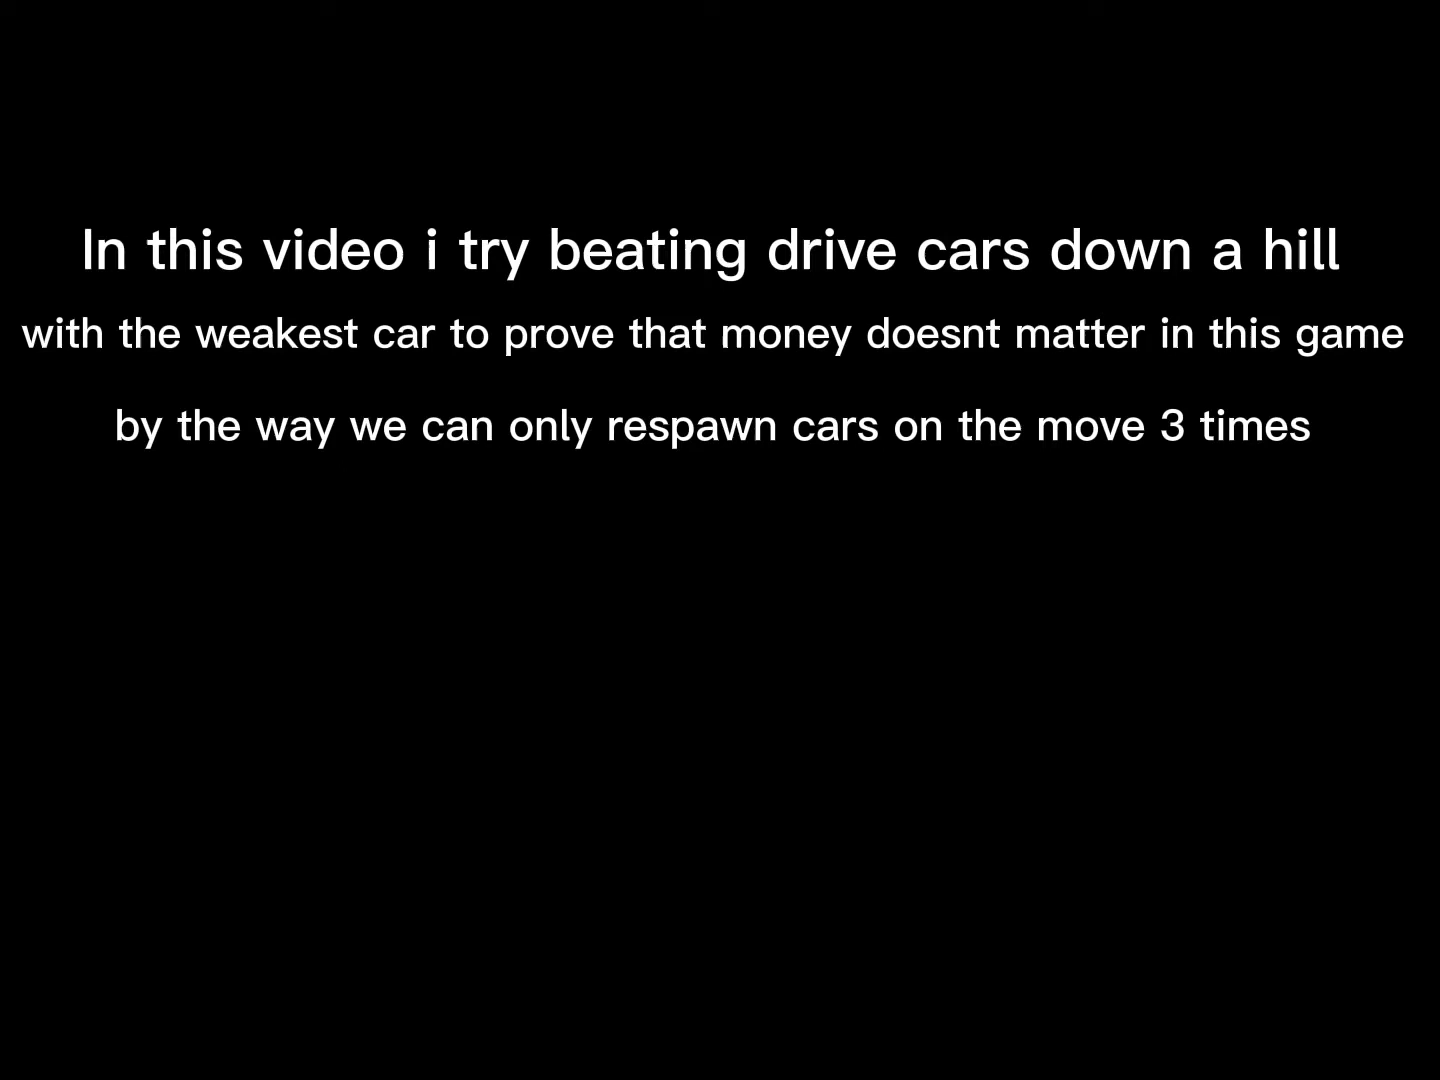 In this video i try beating drive cars down a hill
with the weakest car to prove that money doesnt matter in this game
by the way we can only respawn cars on the move 3 times